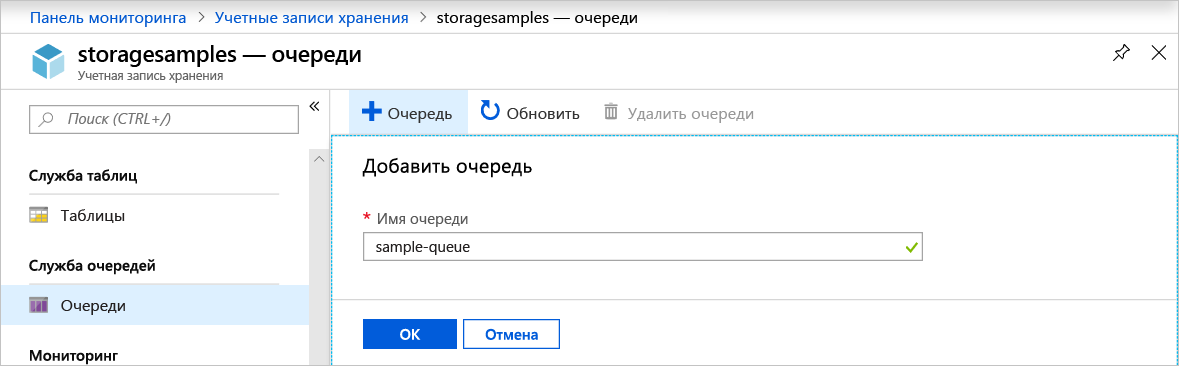 Панель мониторинга > Учетные записи хранения > storagesamples — очереди
storagesamples — очереди
Учетная запись хранения
Поиск (CTRL+/)
Служба таблиц
Таблицы
Служба очередей
Очереди
Мониторинг
Очередь Обновить Удалить очереди
Добавить очередь
* Имя очереди
sample-queue
ОК Отмена